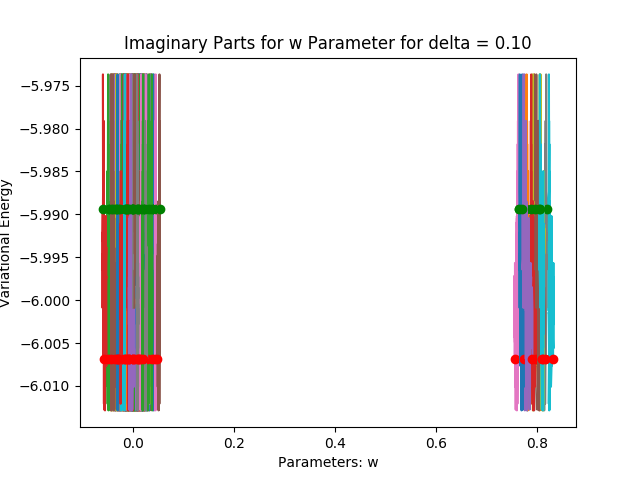 Imaginary Parts for w Parameter for delta = 0.10
Variational Energy
−5.975
−5.980
−5.985
−5.990
−5.995
−6.000
−6.005
−6.010
0.0 0.2 0.4 0.6 0.8
Parameters: w